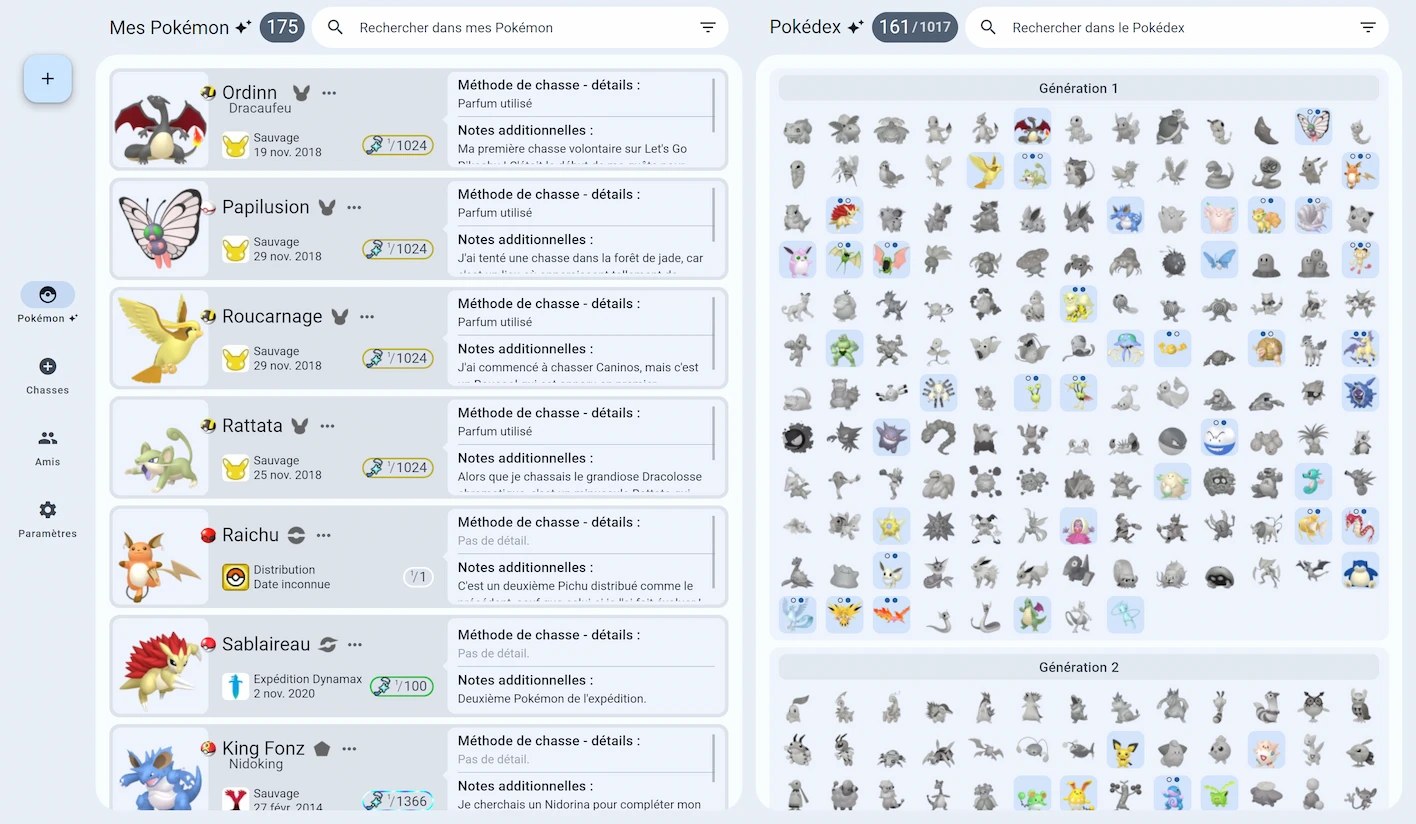 Mes Pokémon 175
Rechercher dans mes Pokémon
Pokédex 161/1017
Rechercher dans le Pokédex
+
Pokémon
Chasses
Amis
Paramètres
Ordinn
Dracaufeu
Sauvage
19 nov. 2018
1/1024
Méthode de chasse - détails :
Parfum utilisé
Notes additionnelles :
Ma première chasse volontaire sur Let's Go
Papilusion
Sauvage
29 nov. 2018
1/1024
Méthode de chasse - détails :
Parfum utilisé
Notes additionnelles :
J'ai tenté une chasse dans la forêt de jade, car
Roucarnage
Sauvage
29 nov. 2018
1/1024
Méthode de chasse - détails :
Parfum utilisé
Notes additionnelles :
J'ai commencé à chasser Caninos, mais c'est
Rattata
Sauvage
25 nov. 2018
1/1024
Méthode de chasse - détails :
Parfum utilisé
Notes additionnelles :
Alors que je chassais le grandiose Dracolosse
Raichu
Distribution
Date inconnue
1/1
Méthode de chasse - détails :
Pas de détail.
Notes additionnelles :
C'est un deuxième Pichu distribué comme le
Sablaireau
Expédition Dynamax
2 nov. 2020
1/100
Méthode de chasse - détails :
Pas de détail.
Notes additionnelles :
Deuxième Pokémon de l'expédition.
King Fonz
Nidoking
Sauvage
27 févr. 2014
1/1366
Méthode de chasse - détails :
Pas de détail.
Notes additionnelles :
Je cherchais un Nidorina pour compléter mon
Génération 1
Génération 2